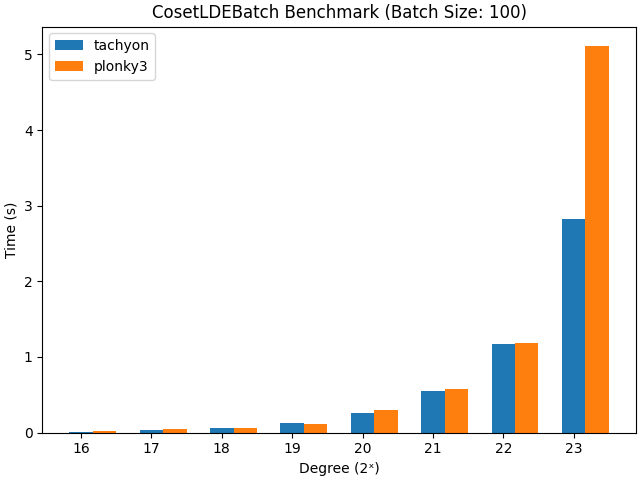 CosetLDEBatch Benchmark (Batch Size: 100)
tachyon
plonky3
Time (s)
5
4
3
2
1
0
16 17 18 19 20 21 22 23
Degree (2ˣ)